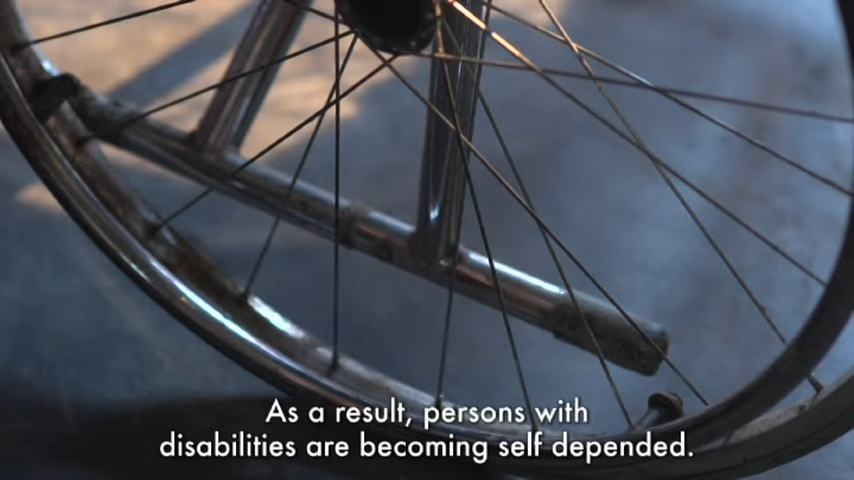 As a result, persons with
disabilities are becoming self depended.